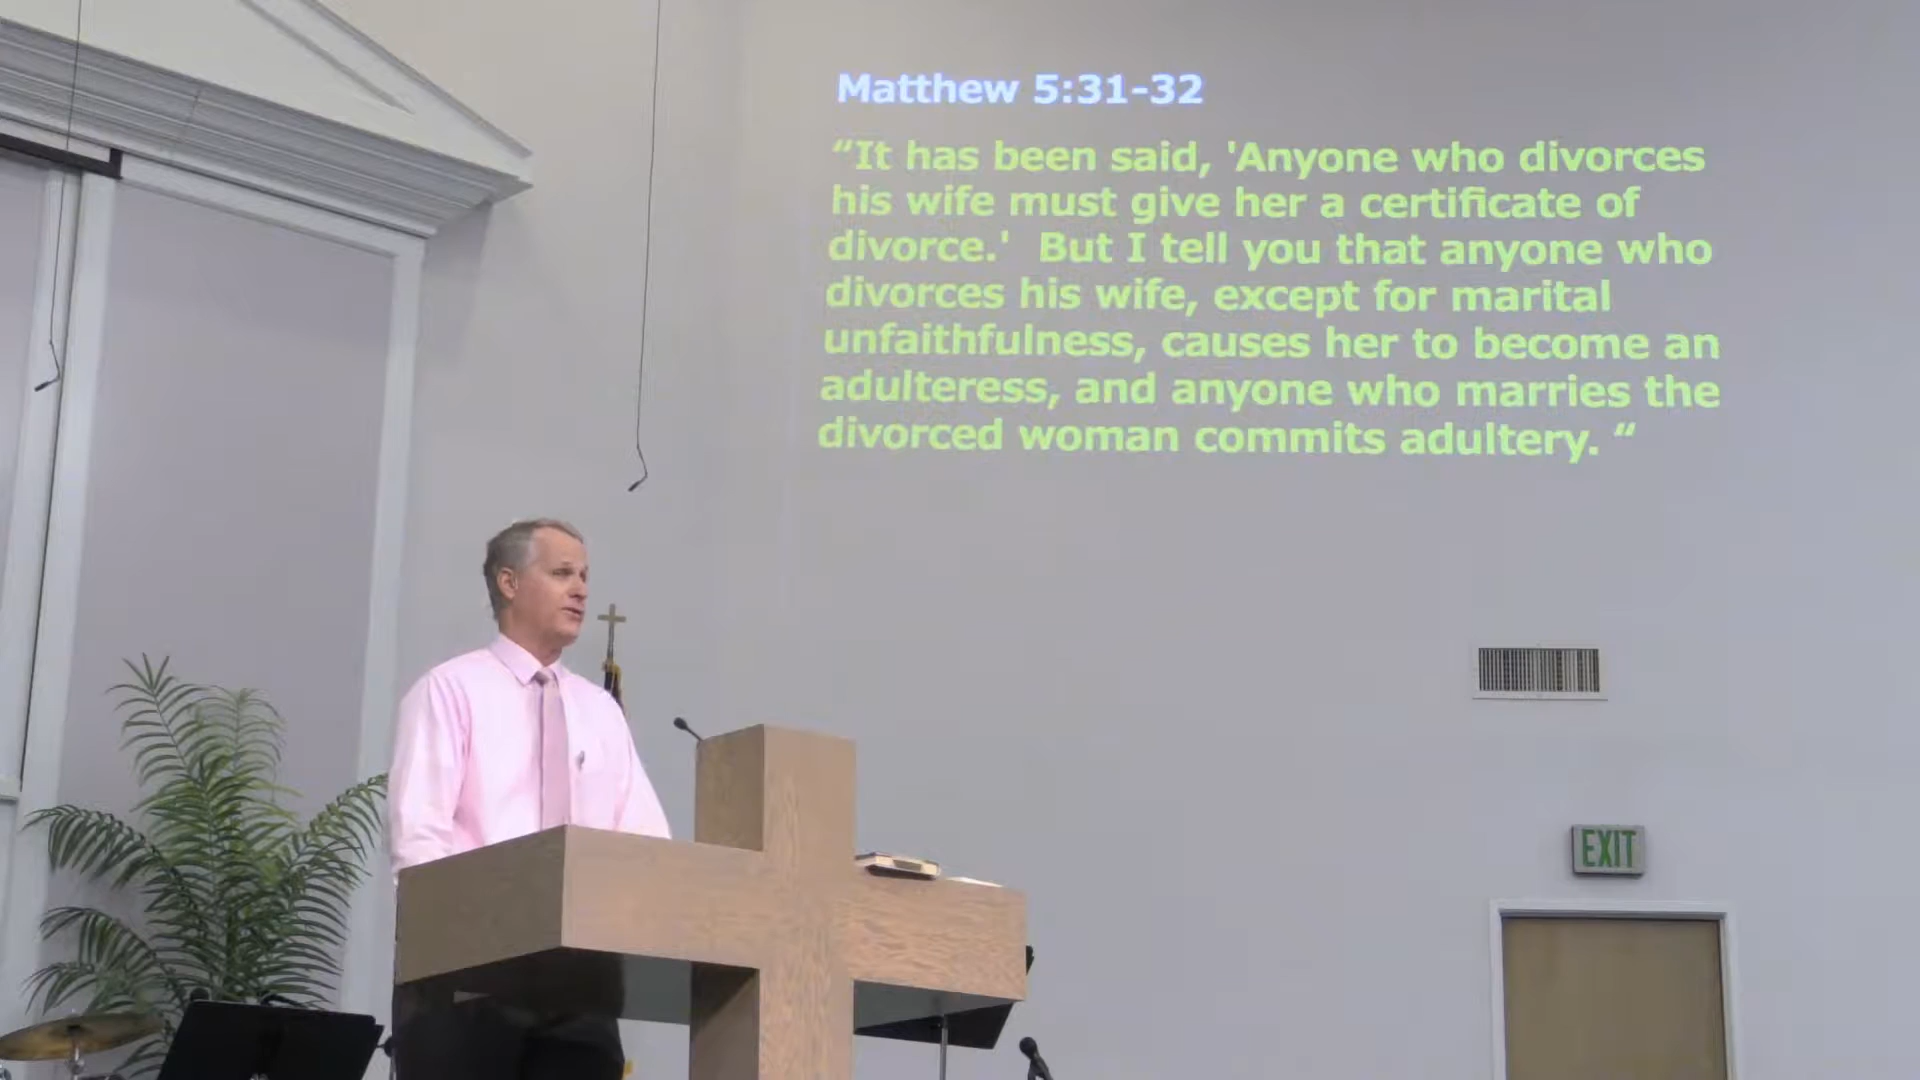 Matthew 5:31-32
“It has been said, 'Anyone who divorces
his wife must give her a certificate of
divorce.'  But I tell you that anyone who
divorces his wife, except for marital
unfaithfulness, causes her to become an
adulteress, and anyone who marries the
divorced woman commits adultery. “
EXIT